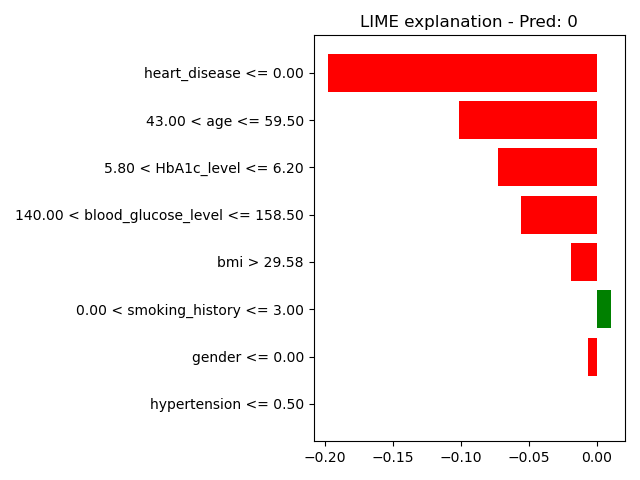 LIME explanation - Pred: 0
heart_disease <= 0.00
43.00 < age <= 59.50
5.80 < HbA1c_level <= 6.20
140.00 < blood_glucose_level <= 158.50
bmi > 29.58
0.00 < smoking_history <= 3.00
gender <= 0.00
hypertension <= 0.50
−0.20 −0.15 −0.10 −0.05 0.00